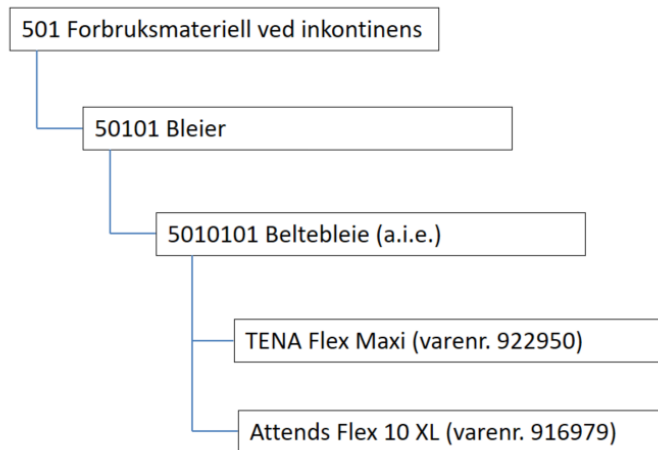 501 Forbruksmateriell ved inkontinens
50101 Bleier
5010101 Beltebleie (a.i.e.)
TENA Flex Maxi (varenr. 922950)
Attends Flex 10 XL (varenr. 916979)